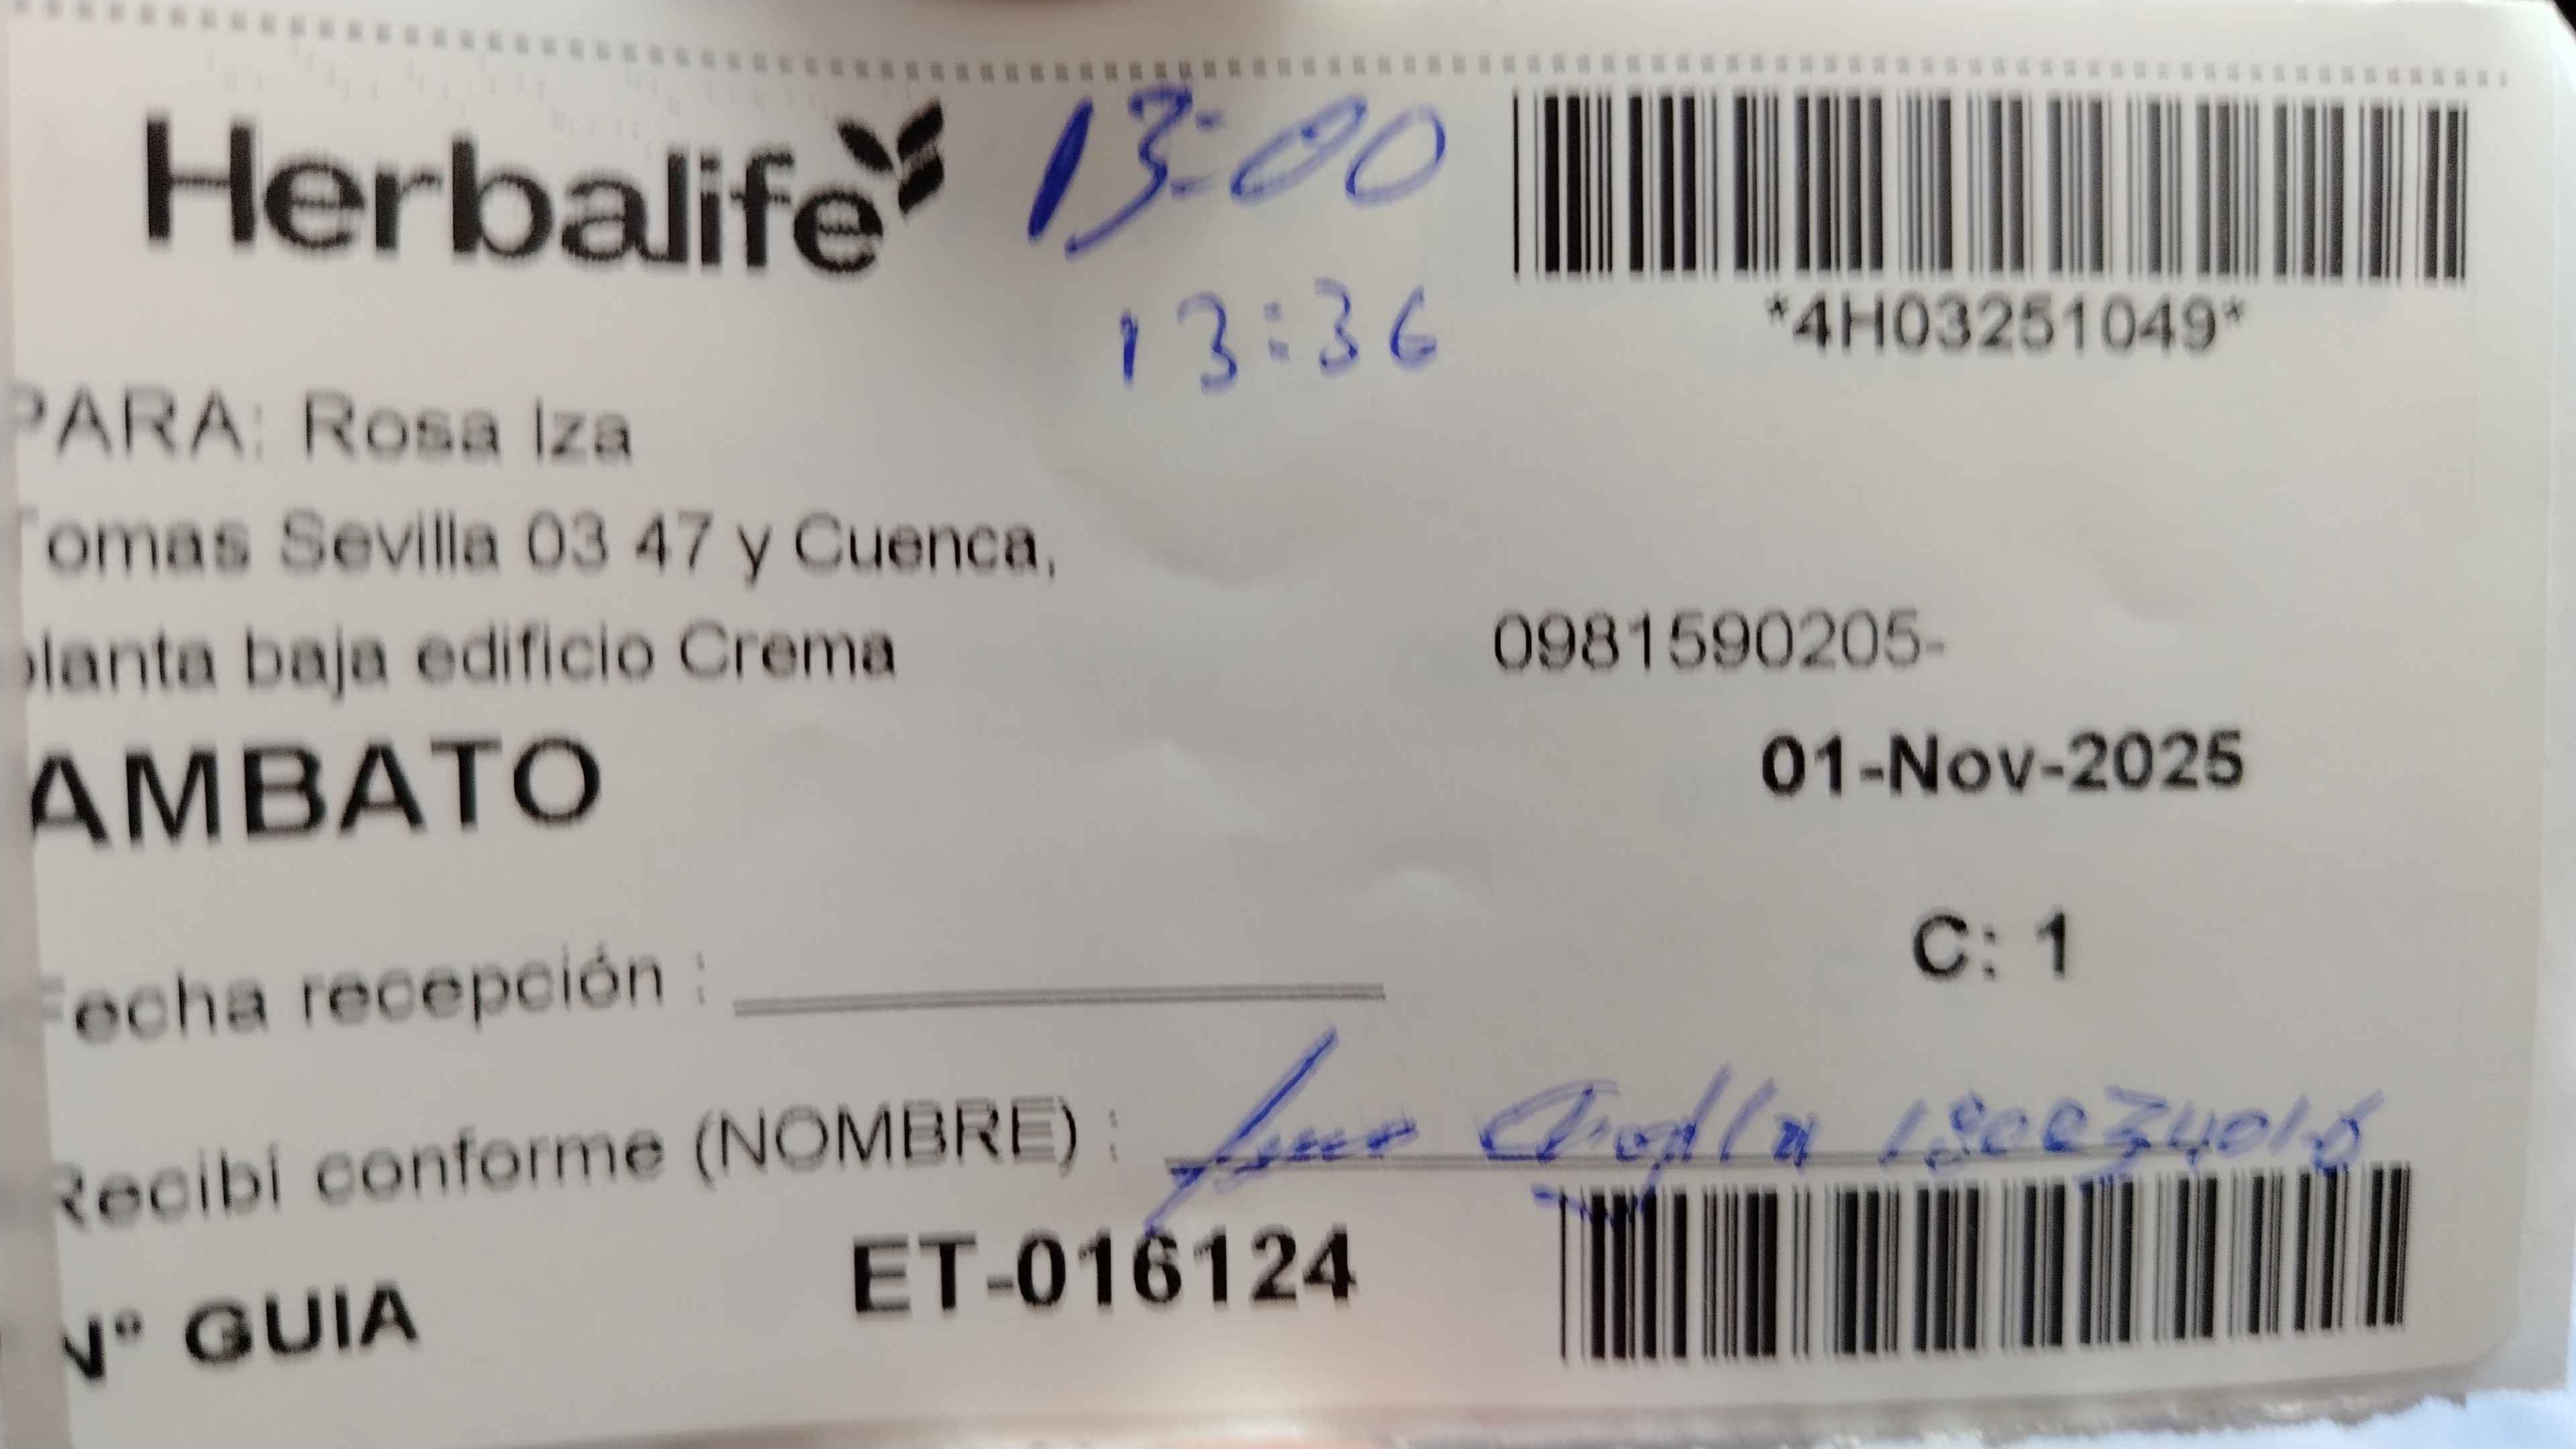 Herbalife
13:00
13:36
*4H03251049*
PARA: Rosa Iza
Tomas Sevilla 03 47 y Cuenca,
planta baja edificio Crema
0981590205-
AMBATO
01-Nov-2025
C: 1
Fecha recepción :
Recibí conforme (NOMBRE) :
N° GUIA
ET-016124